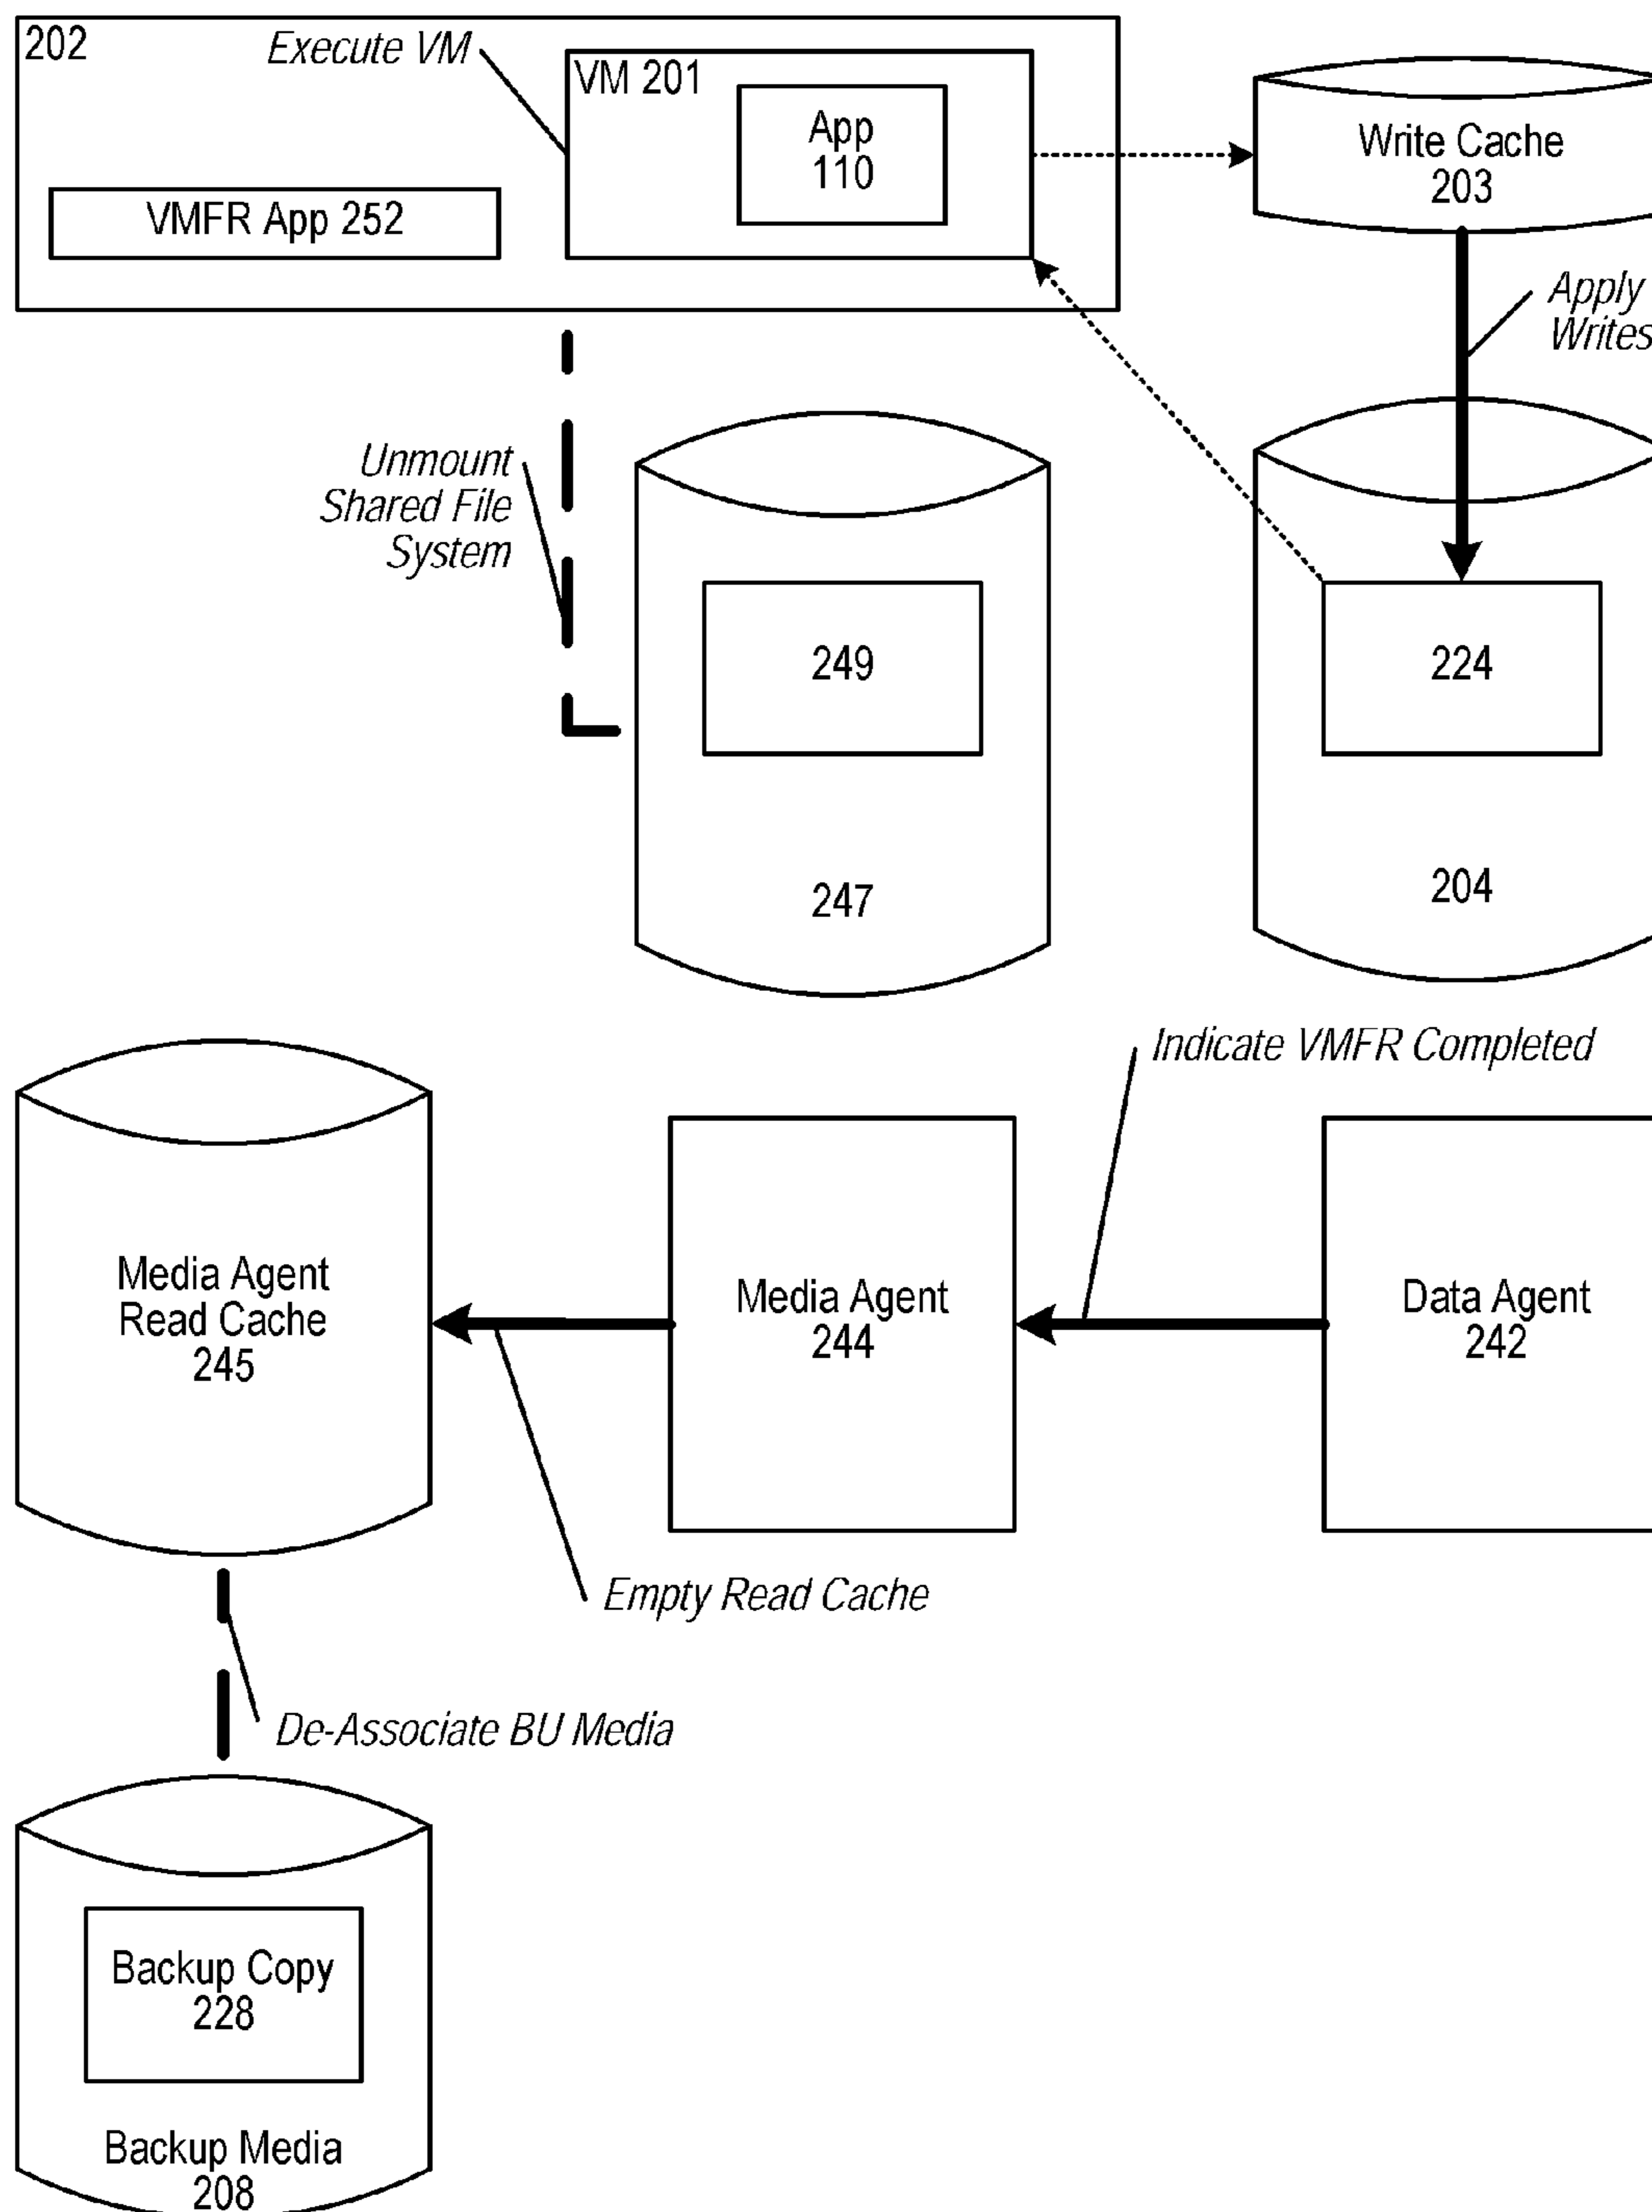 202
Execute VM
VM 201
App
110
VMFR App 252
Write Cache
203
Apply
Writes
Unmount
Shared File
System
249
224
247
204
Indicate VMFR Completed
Media Agent
Read Cache
245
Media Agent
244
Data Agent
242
Empty Read Cache
De-Associate BU Media
Backup Copy
228
Backup Media
208